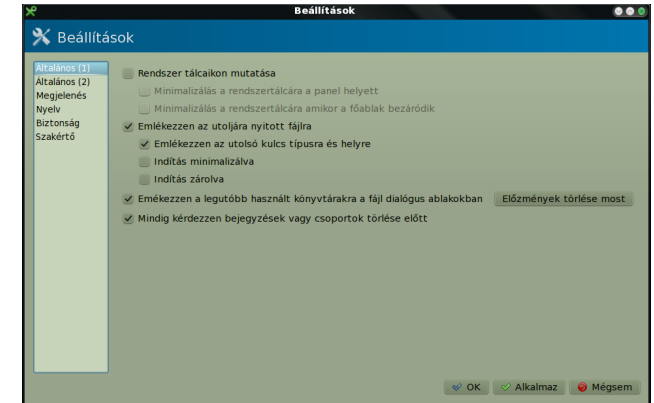 Beállítások
Beállítások
Általános (1)
Általános (2)
Megjelenés
Nyelv
Biztonság
Szakértő
Rendszer tálcaikon mutatása
Minimalizálás a rendszertálcára a panel helyett
Minimalizálás a rendszertálcára amikor a főablak bezáródik
Emlékezzen az utoljára nyitott fájlra
Emlékezzen az utolsó kulcs típusra és helyre
Indítás minimalizálva
Indítás zárolva
Emékezzen a legutóbb használt könyvtárakra a fájl dialógus ablakokban Előzmények törlése most
Mindig kérdezzen bejegyzések vagy csoportok törlése előtt
OK Alkalmaz Mégsem